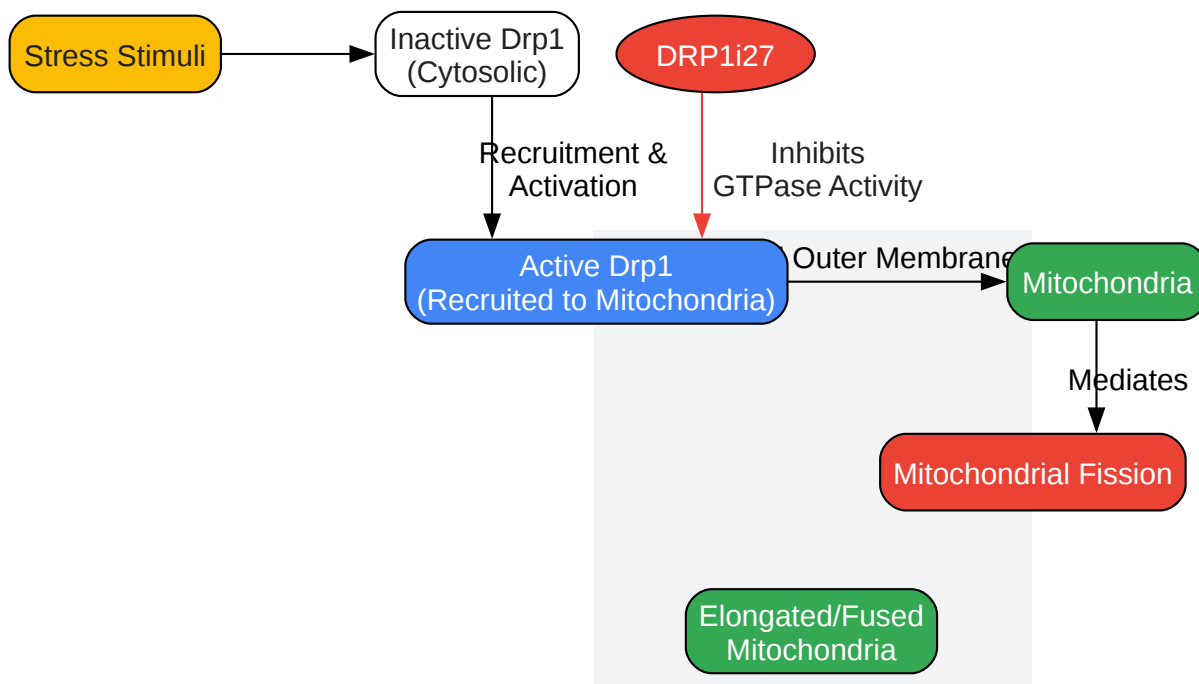 Stress Stimuli
Inactive Drp1
(Cytosolic)
DRP1i27
Recruitment &
Activation
Inhibits
GTPase Activity
Active Drp1
(Recruited to Mitochondria)
Outer Membrane
Mitochondria
Mediates
Mitochondrial Fission
Elongated/Fused
Mitochondria